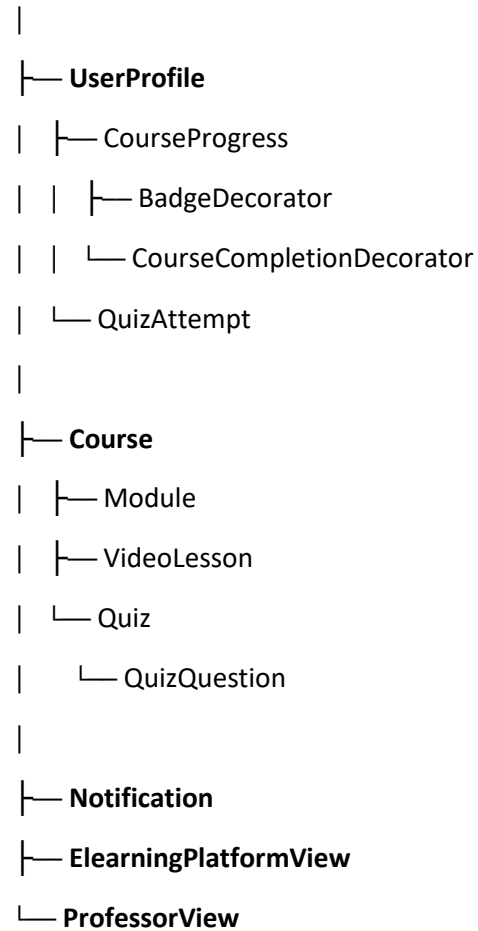 │
├── UserProfile
│ ├── CourseProgress
│ │ ├── BadgeDecorator
│ │ └── CourseCompletionDecorator
│ └── QuizAttempt
│
├── Course
│ ├── Module
│ ├── VideoLesson
│ └── Quiz
│ └── QuizQuestion
│
├── Notification
├── ElearningPlatformView
└── ProfessorView